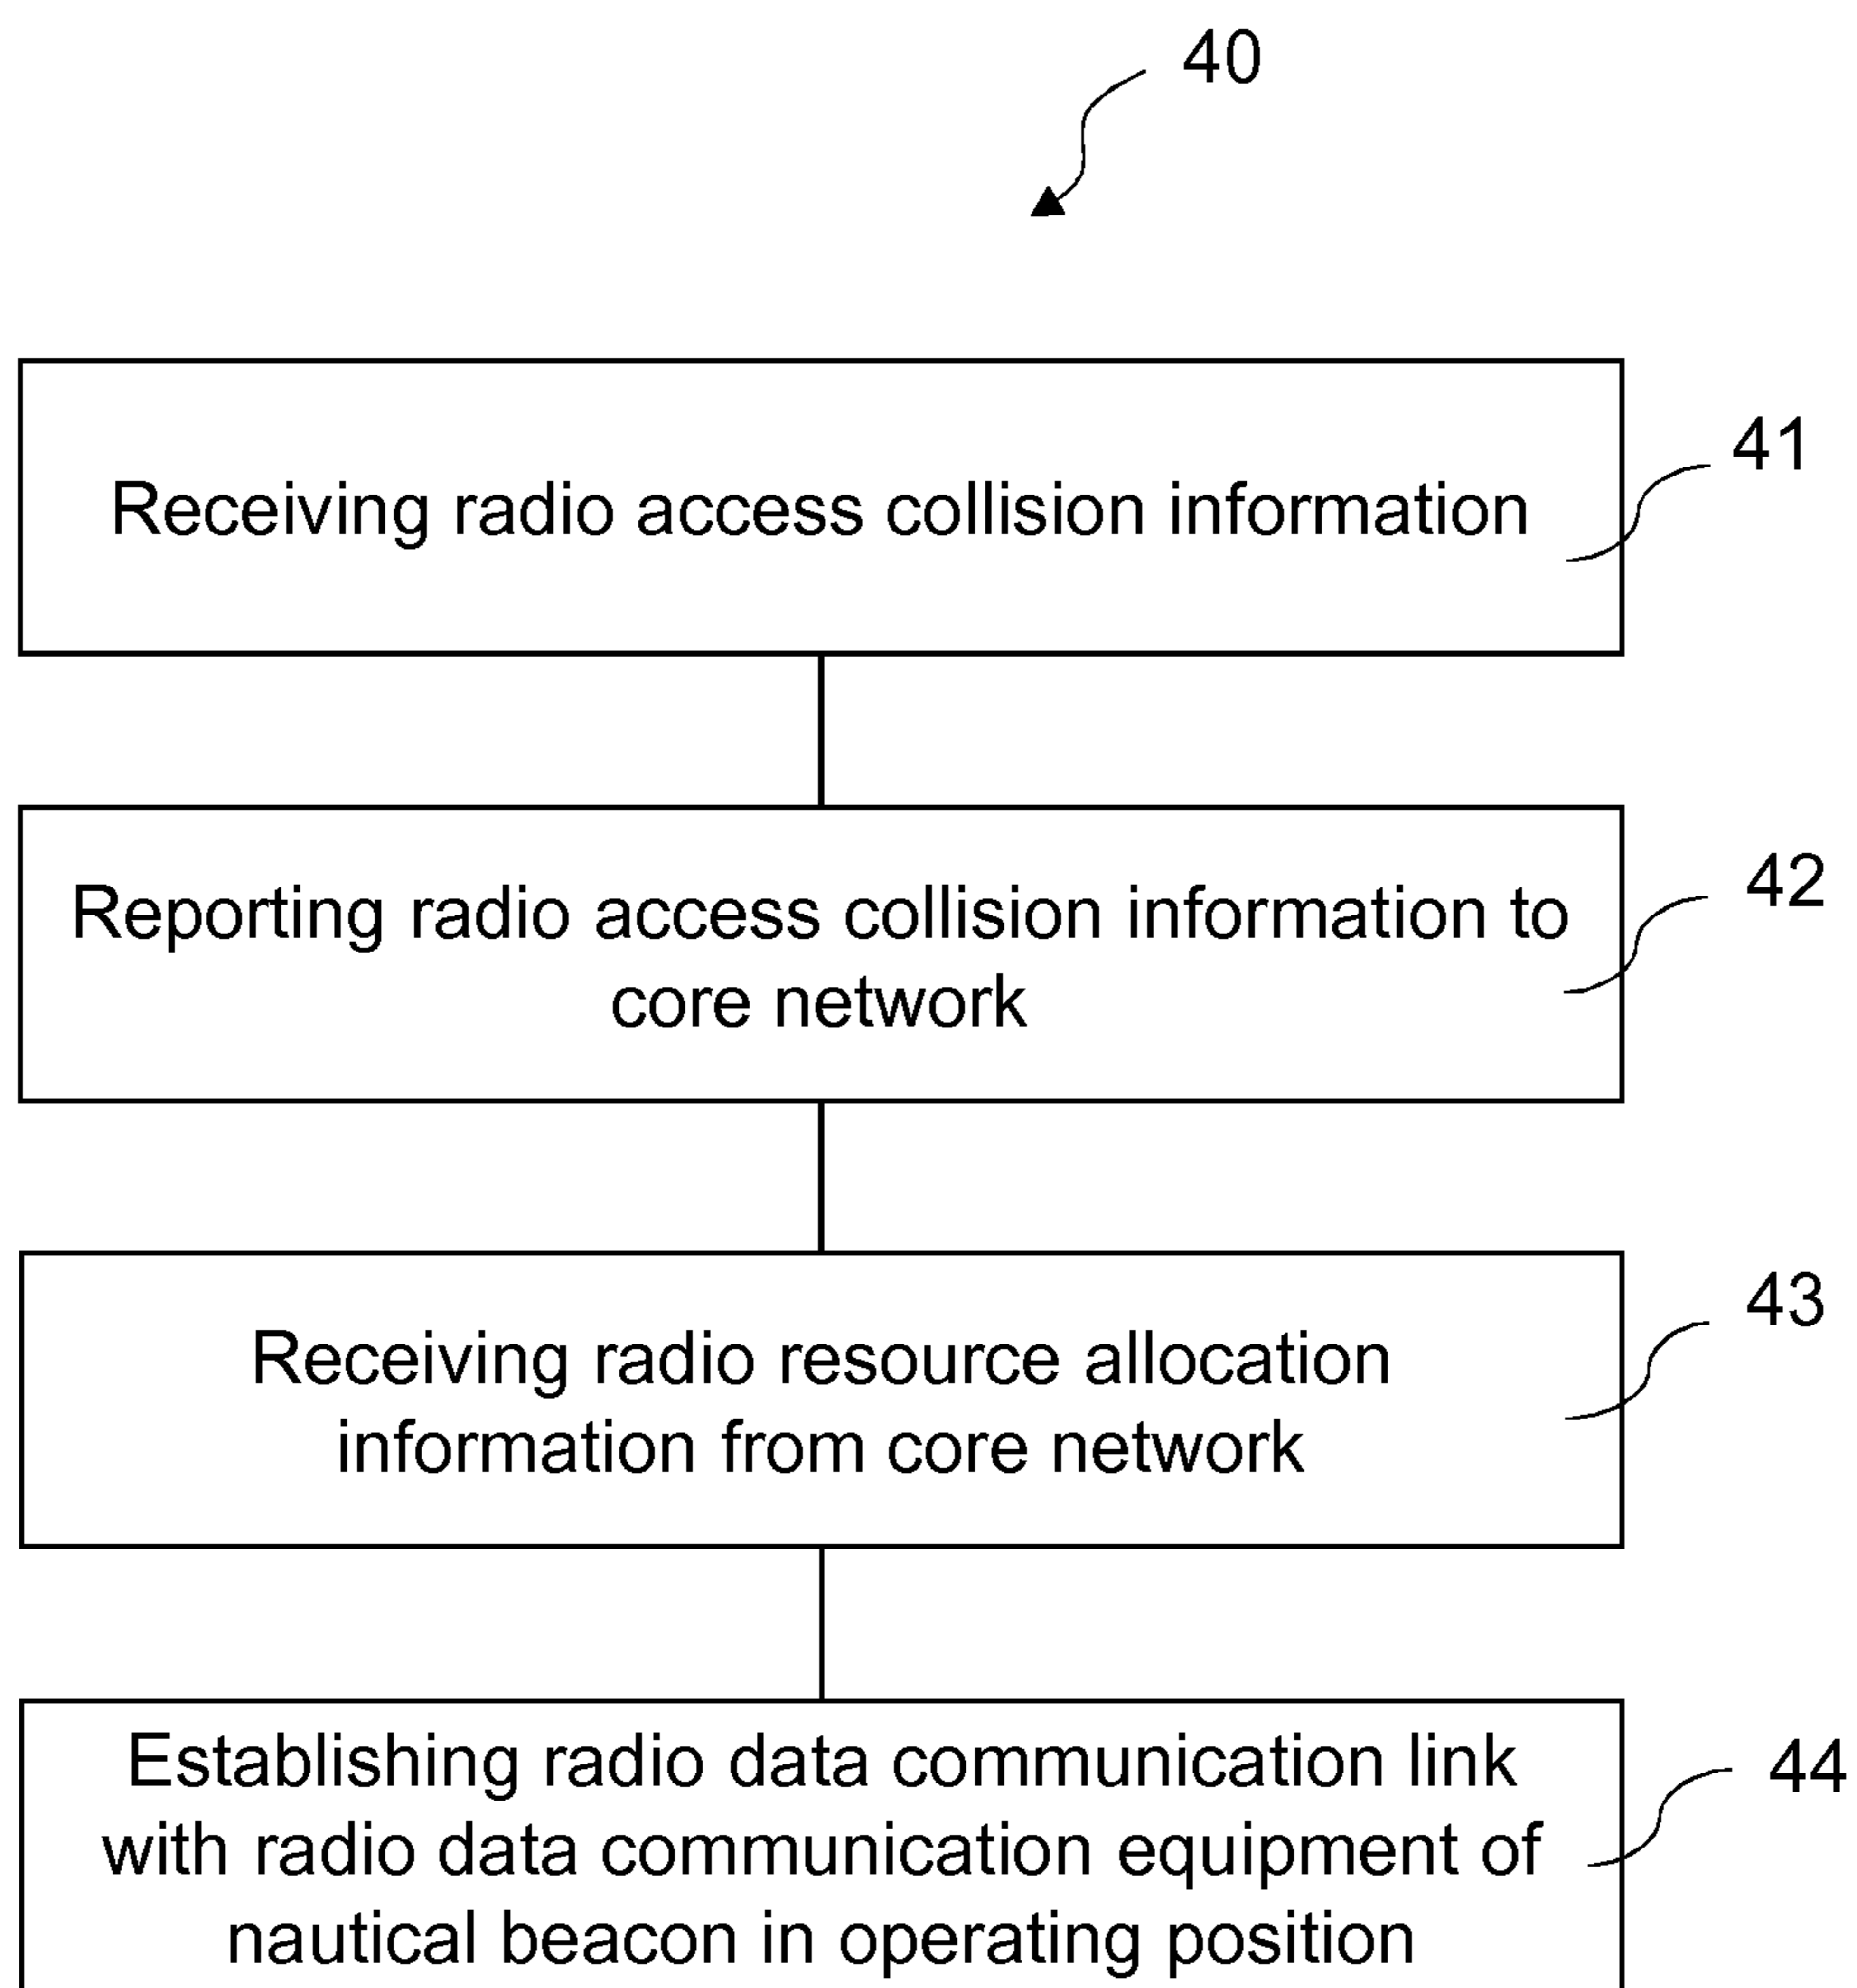 40
Receiving radio access collision information
41
Reporting radio access collision information to
core network
42
Receiving radio resource allocation
information from core network
43
Establishing radio data communication link
with radio data communication equipment of
nautical beacon in operating position
44